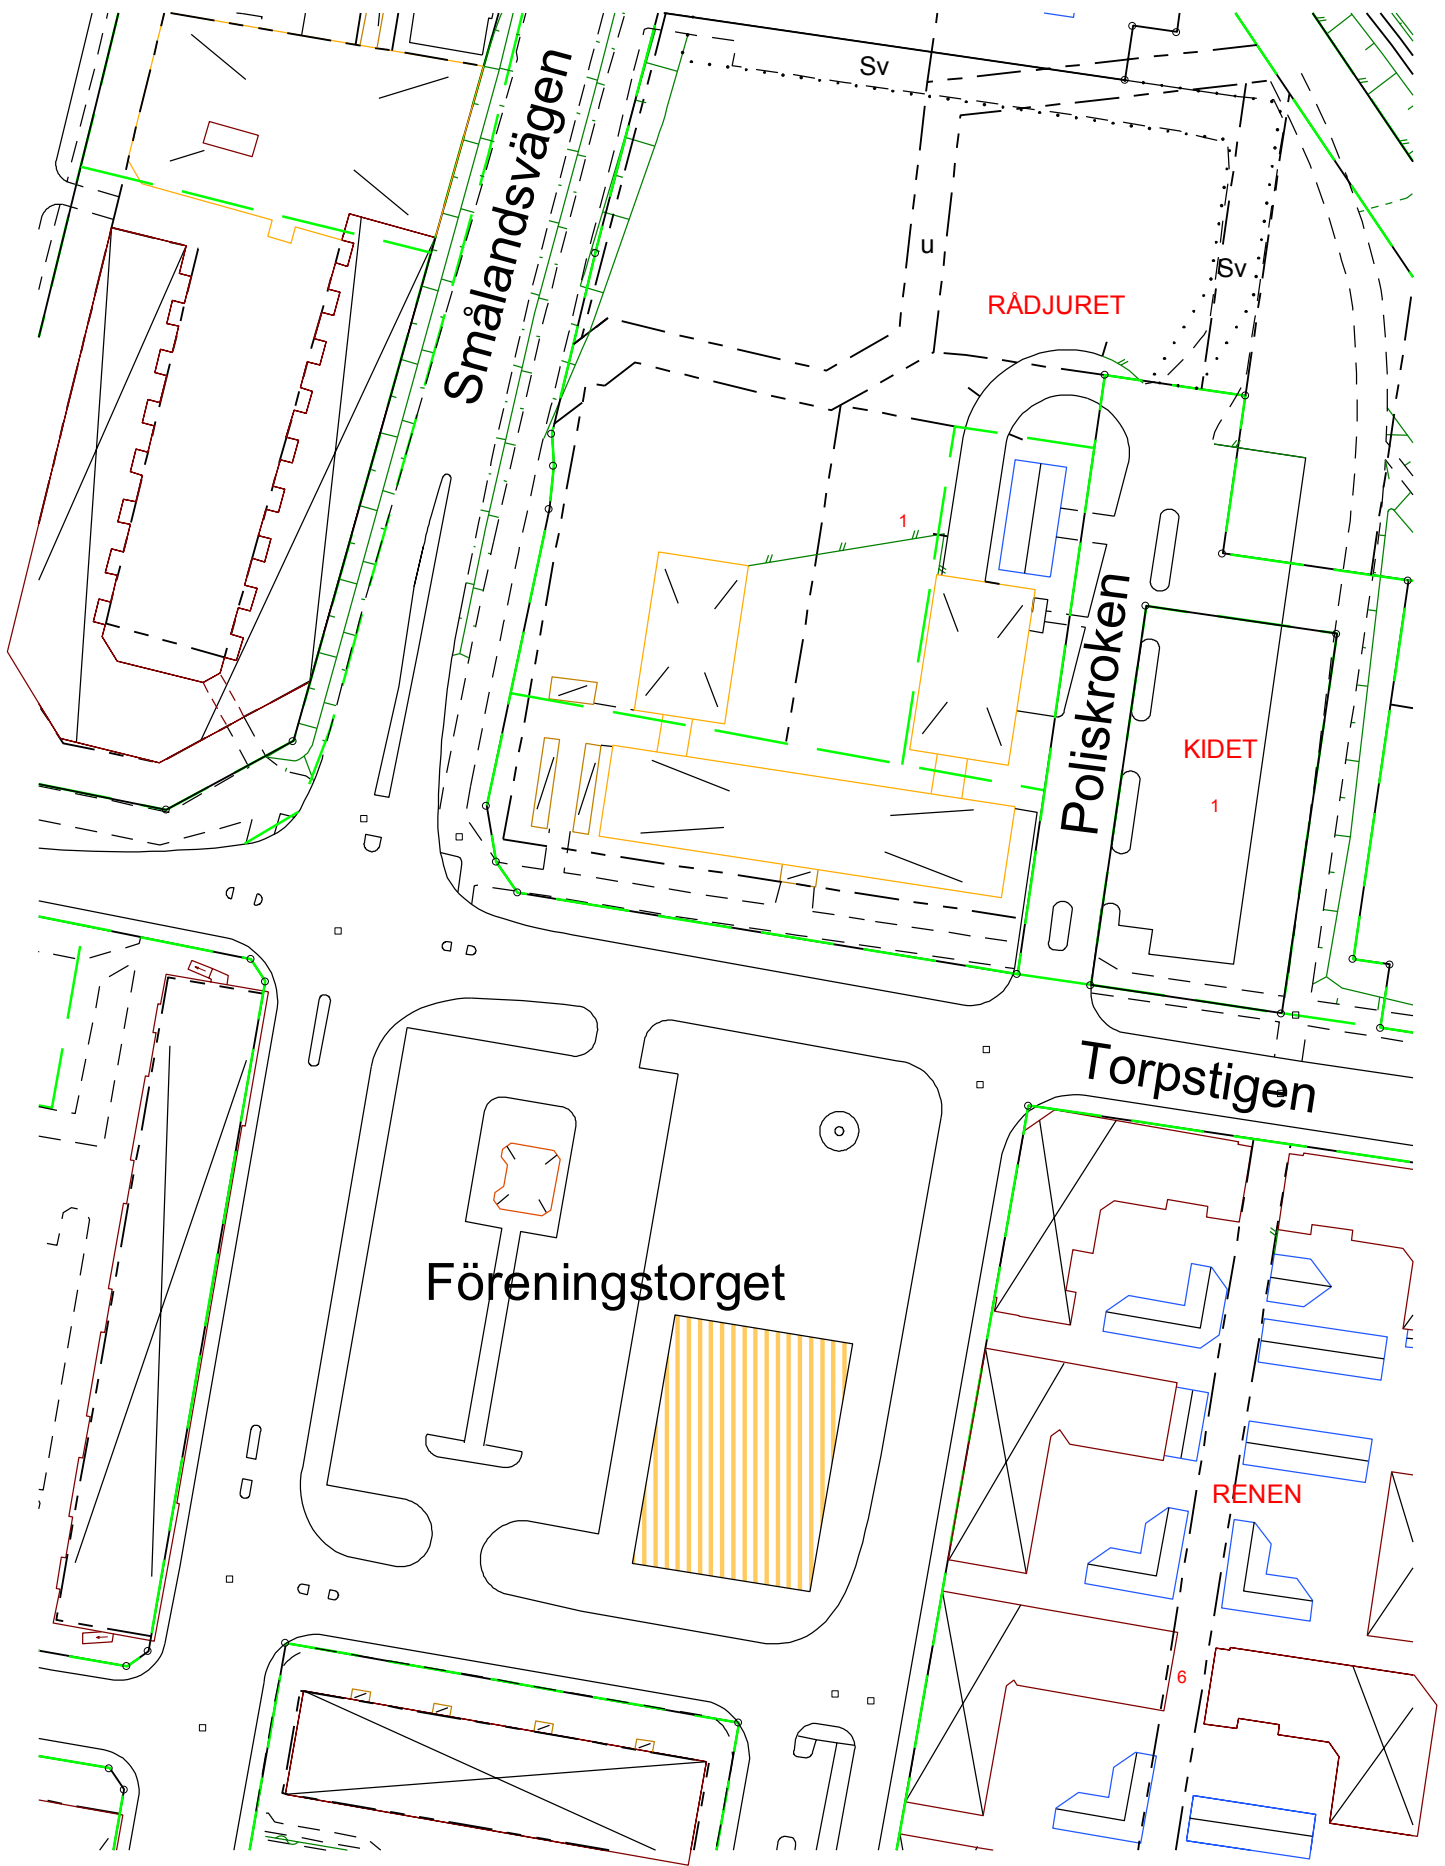 Sv
Smålandsvägen
u
Sv
RÅDJURET
1
Poliskroken
KIDET
1
Torpstigen
Föreningstorget
RENEN
6